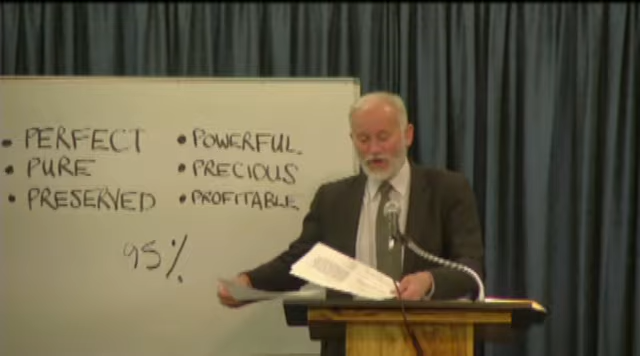 • PERFECT
• PURE
• PRESERVED
• POWERFUL.
• PRECIOUS
• PROFITABLE
95%